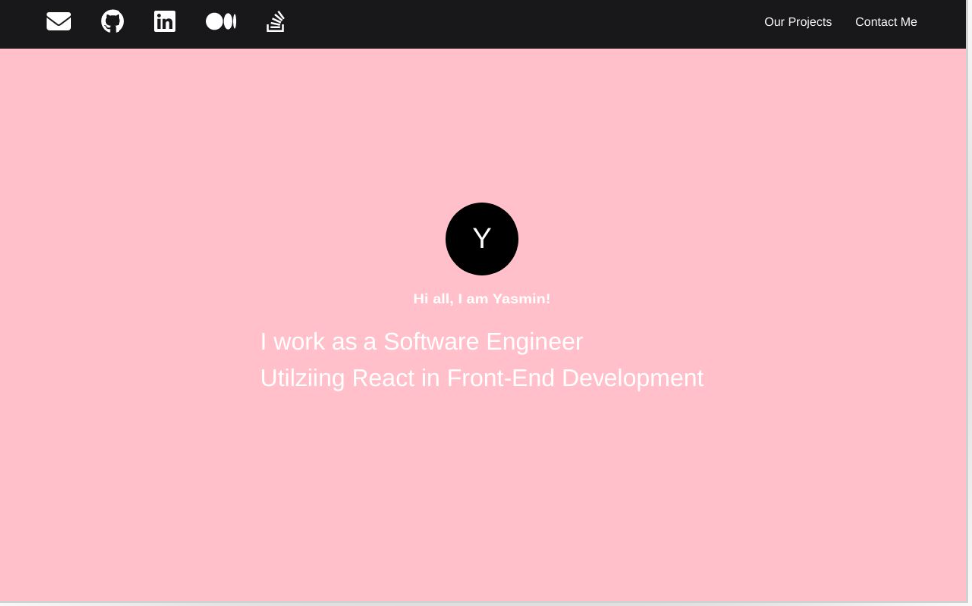 Our Projects Contact Me
Y
Hi all, I am Yasmin!
I work as a Software Engineer
Utilziing React in Front-End Development